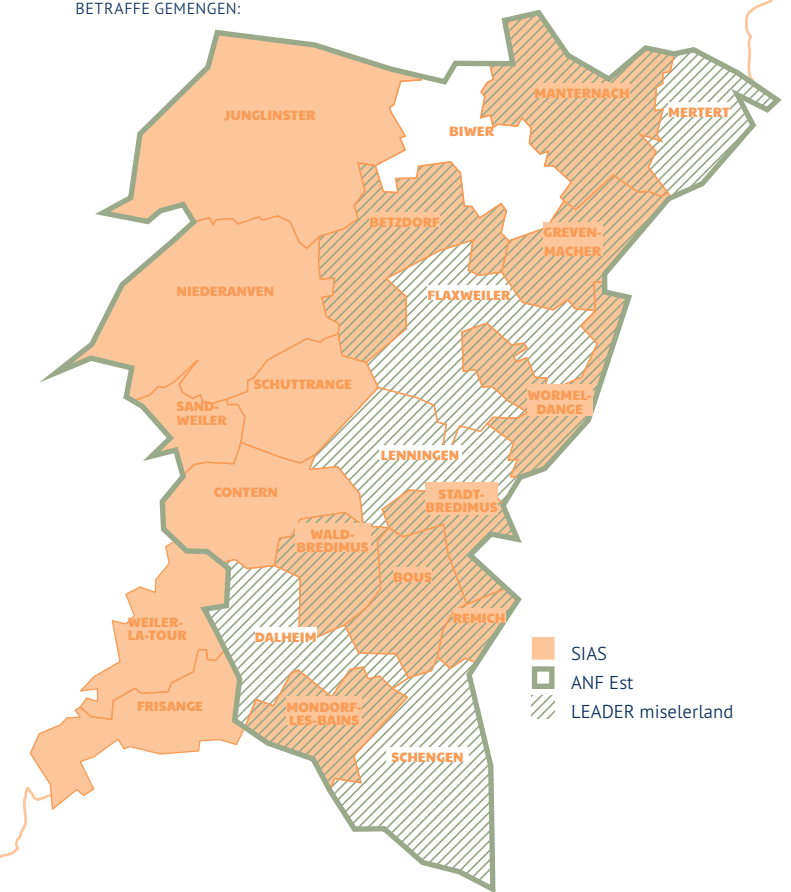 BETRAFFE GEMENGEN:
MANTERNACH
JUNGLINSTER
MERTERT
BIWER
BETZDORF
GREVEN-
MACHER
NIEDERANVEN
FLAXWEILER
SCHUTTRANGE
SAND-
WEILER
WORMEL-
DANGE
LENNINGEN
CONTERN
STADT-
BREDIMUS
WALD-
BREDIMUS
BOUS
WEILER-
LA-TOUR
DALHEIM
REMICH
FRISANGE
MONDORF-
LES-BAINS
SCHENGEN
SIAS
ANF Est
LEADER miselerland